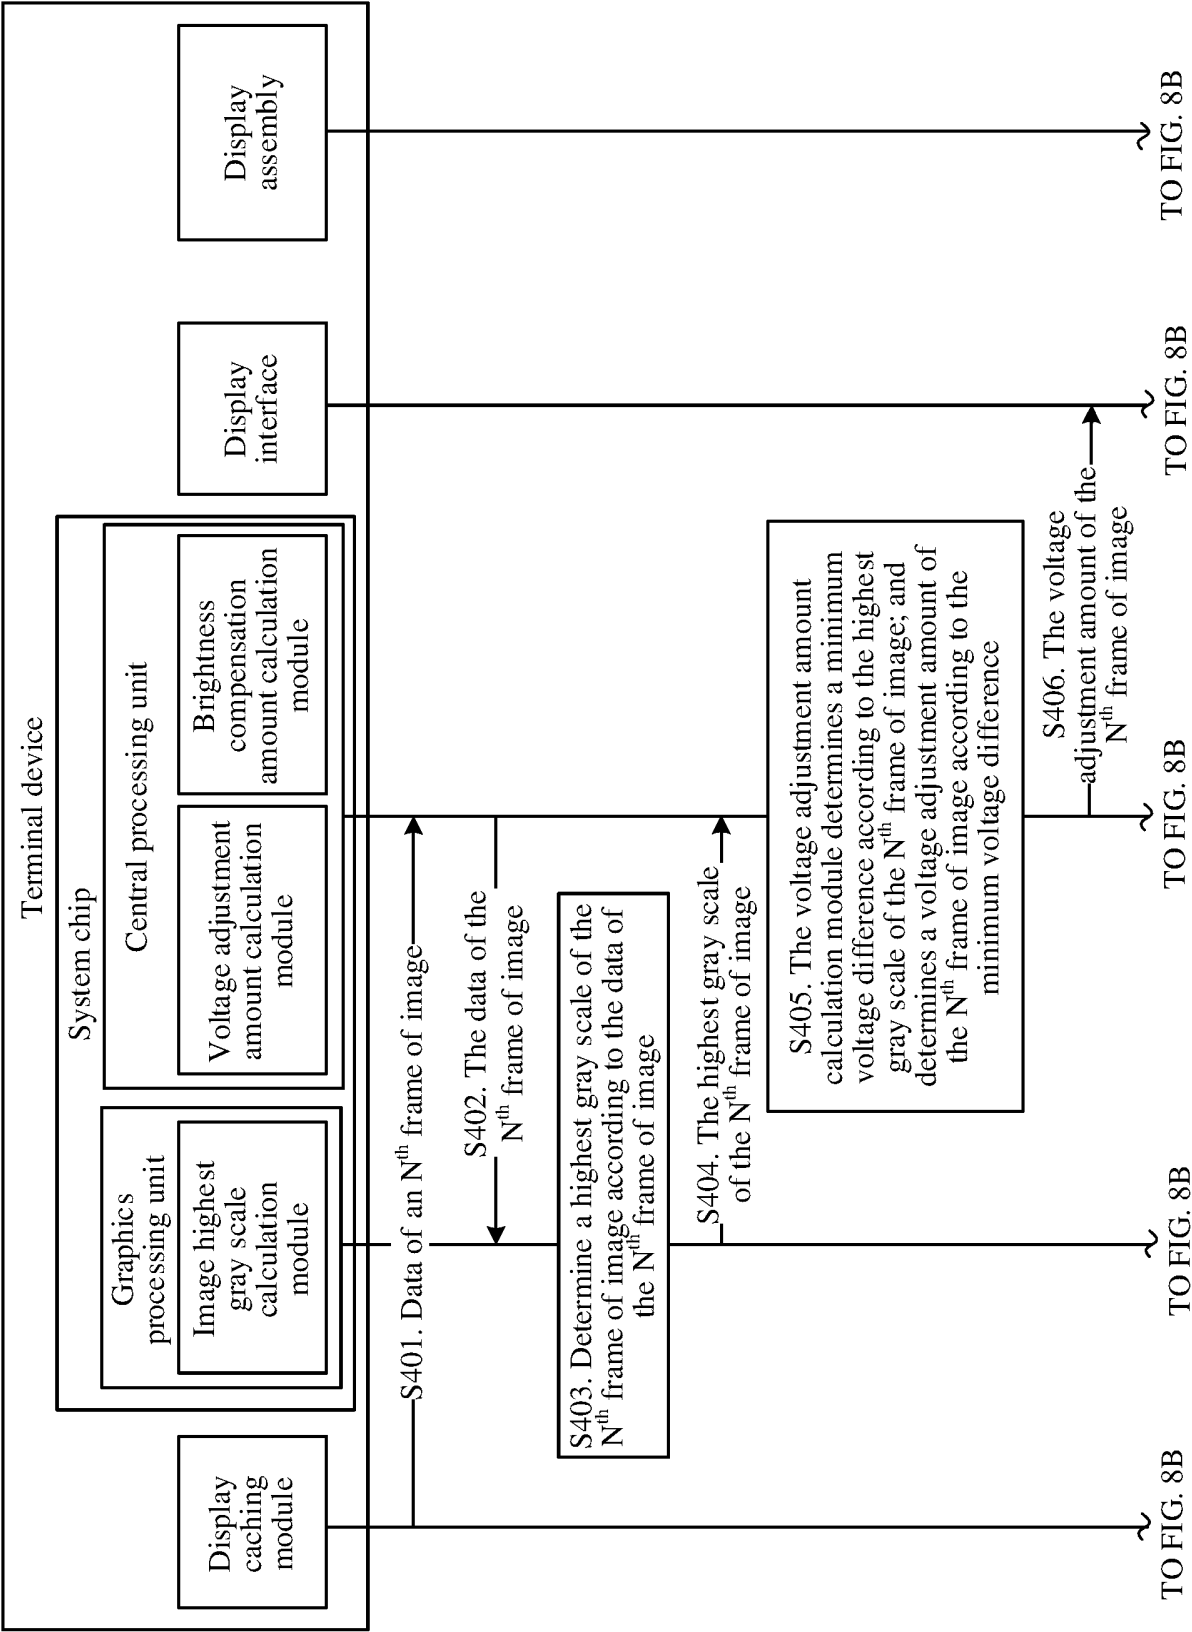 Terminal device
System chip
Graphics
processing unit
Central processing unit
Display
caching
module
Image highest
gray scale
calculation
module
Voltage adjustment
amount calculation
module
Brightness
compensation
amount calculation
module
Display
interface
Display
assembly
S401. Data of an Nth frame of image
S402. The data of the
Nth frame of image
S403. Determine a highest gray scale of the
Nth frame of image according to the data of
the Nth frame of image
S404. The highest gray scale
of the Nth frame of image
S405. The voltage adjustment amount
calculation module determines a minimum
voltage difference according to the highest
gray scale of the Nth frame of image; and
determines a voltage adjustment amount of
the Nth frame of image according to the
minimum voltage difference
S406. The voltage
adjustment amount of the
Nth frame of image
TO FIG. 8B
TO FIG. 8B
TO FIG. 8B
TO FIG. 8B
TO FIG. 8B